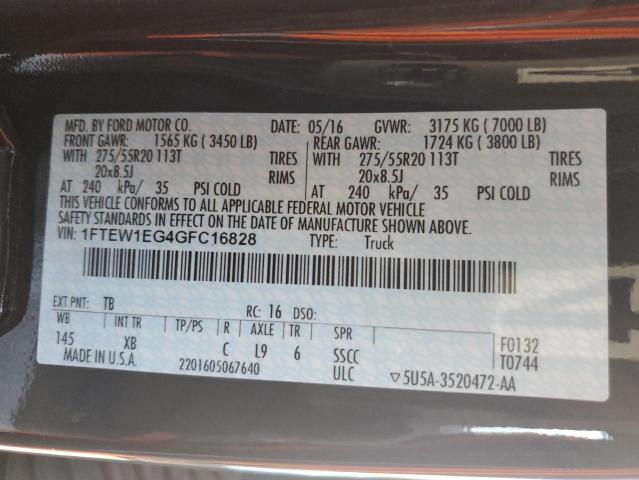 MFD. BY FORD MOTOR CO. DATE: 05/16 GVWR: 3175 KG ( 7000 LB)
FRONT GAWR: 1565 KG ( 3450 LB) REAR GAWR: 1724 KG ( 3800 LB)
WITH 275/55R20 113T TIRES WITH 275/55R20 113T TIRES
20x8.5J RIMS 20x8.5J RIMS
AT 240 kPa/ 35 PSI COLD AT 240 kPa/ 35 PSI COLD
THIS VEHICLE CONFORMS TO ALL APPLICABLE FEDERAL MOTOR VEHICLE
SAFETY STANDARDS IN EFFECT ON THE DATE OF MANUFACTURE SHOWN ABOVE.
VIN: 1FTEW1EG4GFC16828 TYPE: Truck
EXT PNT: TB RC: 16 DSO:
WB INT TR TP/PS R AXLE TR SPR F0132
145 XB C L9 6 SSCC T0744
MADE IN U.S.A. 2201605067640 ULC ▽5U5A-3520472-AA